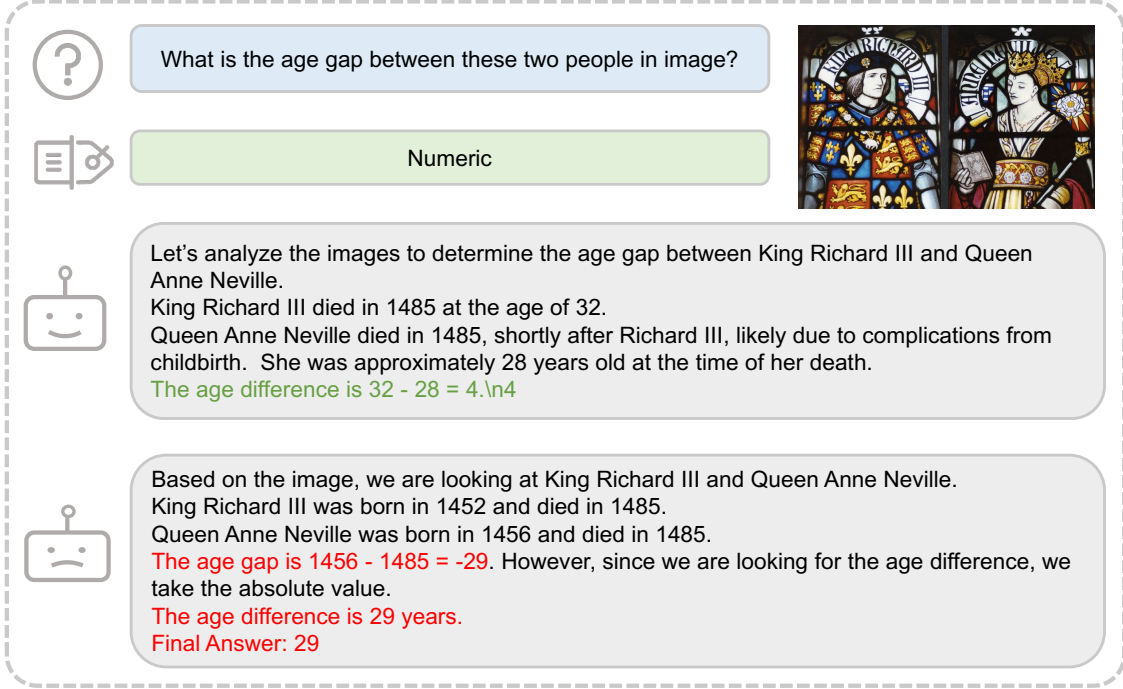 What is the age gap between these two people in image?
KING RICHARD III
ANNE NEVILLE
Numeric
Let’s analyze the images to determine the age gap between King Richard III and Queen
Anne Neville.
King Richard III died in 1485 at the age of 32.
Queen Anne Neville died in 1485, shortly after Richard III, likely due to complications from
childbirth.  She was approximately 28 years old at the time of her death.
The age difference is 32 - 28 = 4.\n4
Based on the image, we are looking at King Richard III and Queen Anne Neville.
King Richard III was born in 1452 and died in 1485.
Queen Anne Neville was born in 1456 and died in 1485.
The age gap is 1456 - 1485 = -29. However, since we are looking for the age difference, we
take the absolute value.
The age difference is 29 years.
Final Answer: 29